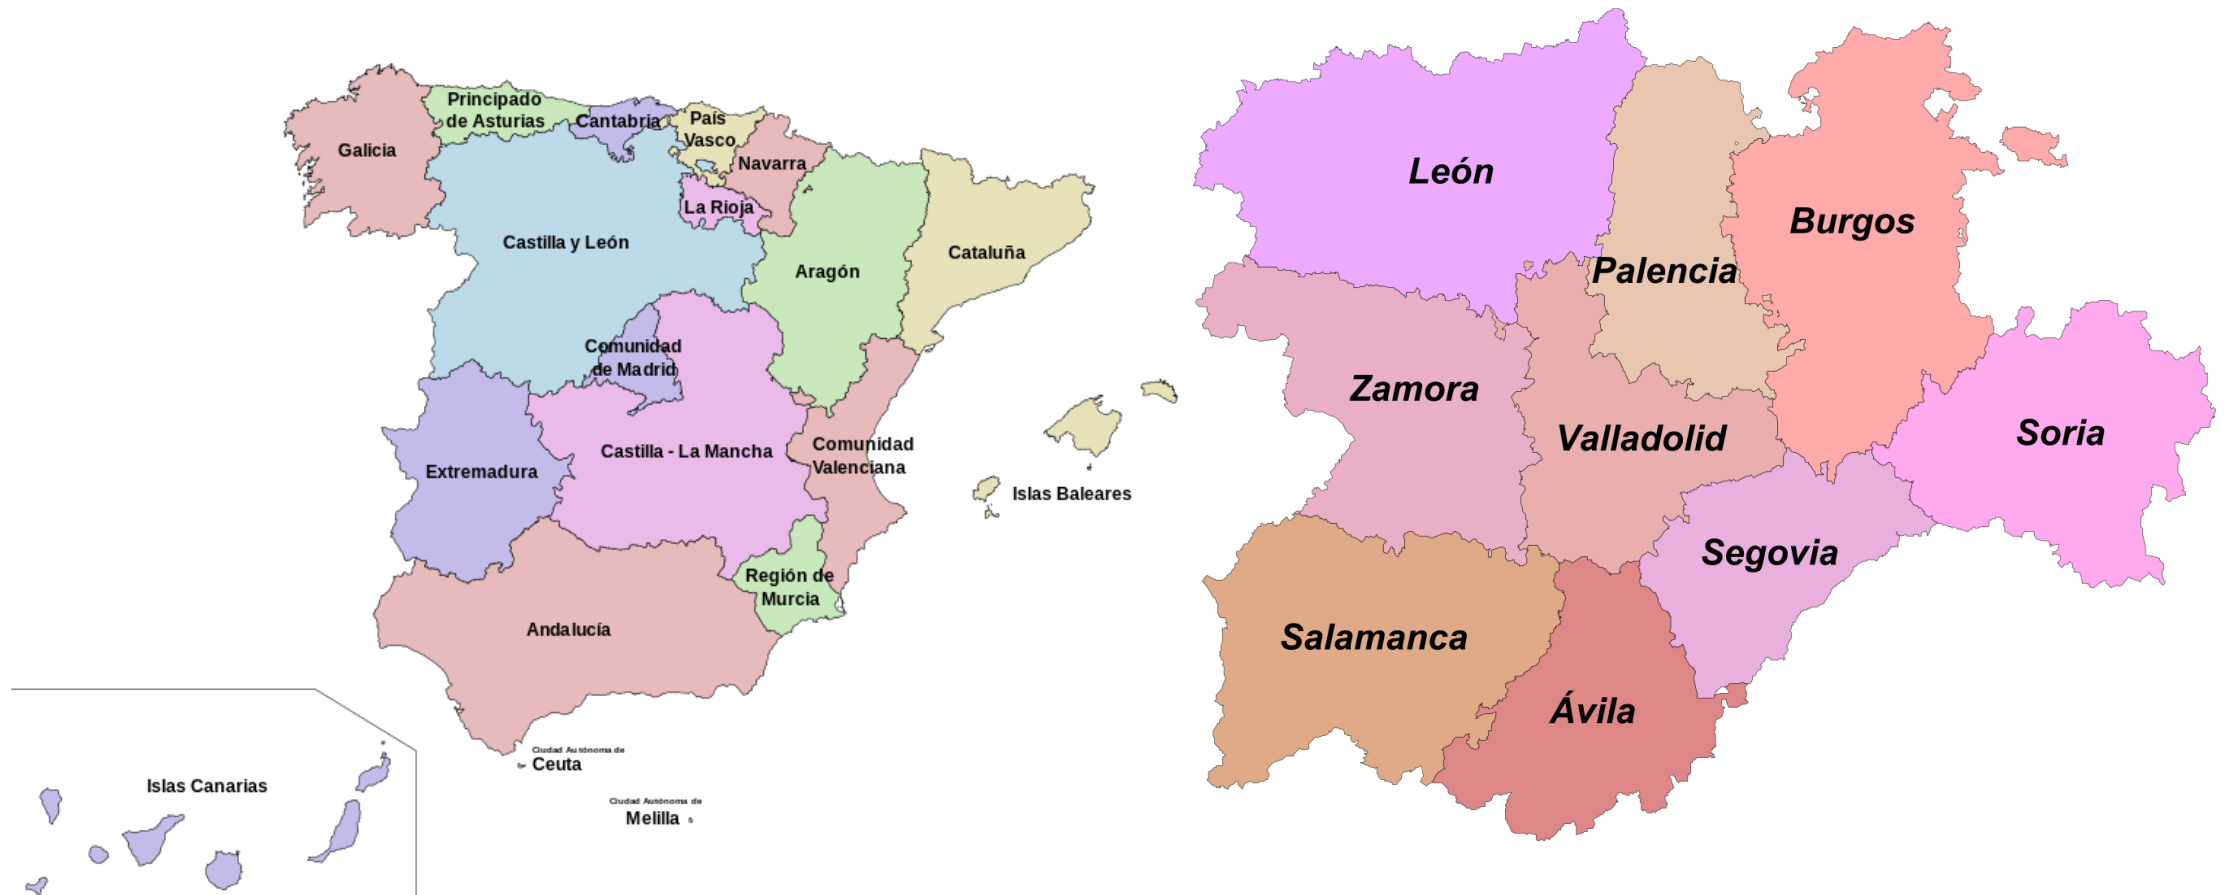 Principado
de Asturias
Cantabria
País
Vasco
Galicia
Navarra
La Rioja
Castilla y León
Aragón
Cataluña
Comunidad
de Madrid
Castilla - La Mancha
Comunidad
Valenciana
Extremadura
Islas Baleares
Región de
Murcia
Andalucía
Ciudad Autónoma de
Ceuta
Islas Canarias
Ciudad Autónoma de
Melilla
León
Burgos
Palencia
Zamora
Valladolid
Soria
Segovia
Salamanca
Ávila